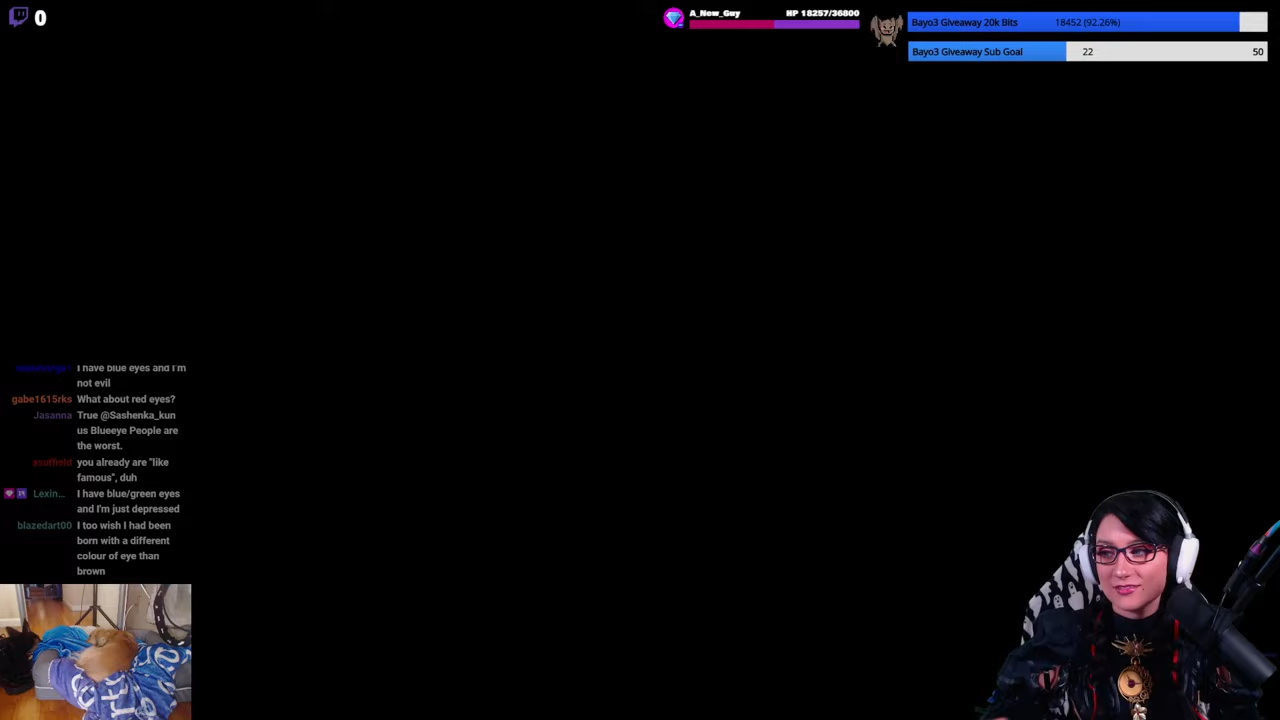 0
A_New_Guy HP 18257/36800
Bayo3 Giveaway 20k Bits 18452 (92.26%)
Bayo3 Giveaway Sub Goal 22 50
I have blue eyes and I'm
not evil
gabe1615rks What about red eyes?
Jasanna True @Sashenka_kun
us Blueeye People are
the worst.
asuffield you already are "like
famous", duh
Lexin... I have blue/green eyes
and I'm just depressed
blazedart00 I too wish I had been
born with a different
colour of eye than
brown